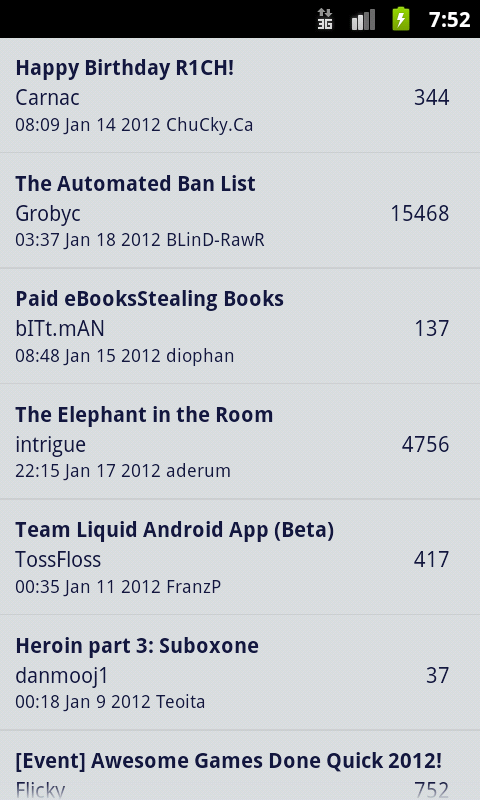 3G 7:52
Happy Birthday R1CH!
Carnac 344
08:09 Jan 14 2012 ChuCky.Ca
The Automated Ban List
Grobyc 15468
03:37 Jan 18 2012 BLinD-RawR
Paid eBooksStealing Books
bITt.mAN 137
08:48 Jan 15 2012 diophan
The Elephant in the Room
intrigue 4756
22:15 Jan 17 2012 aderum
Team Liquid Android App (Beta)
TossFloss 417
00:35 Jan 11 2012 FranzP
Heroin part 3: Suboxone
danmooj1 37
00:18 Jan 9 2012 Teoita
[Event] Awesome Games Done Quick 2012!
Flicky 752